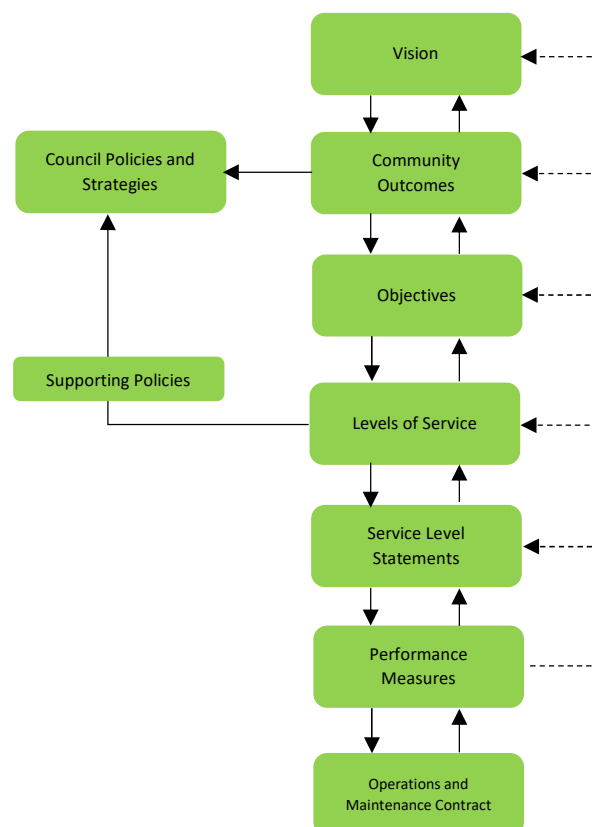 Vision
Council Policies and
Strategies
Community
Outcomes
Objectives
Supporting Policies
Levels of Service
Service Level
Statements
Performance
Measures
Operations and
Maintenance Contract